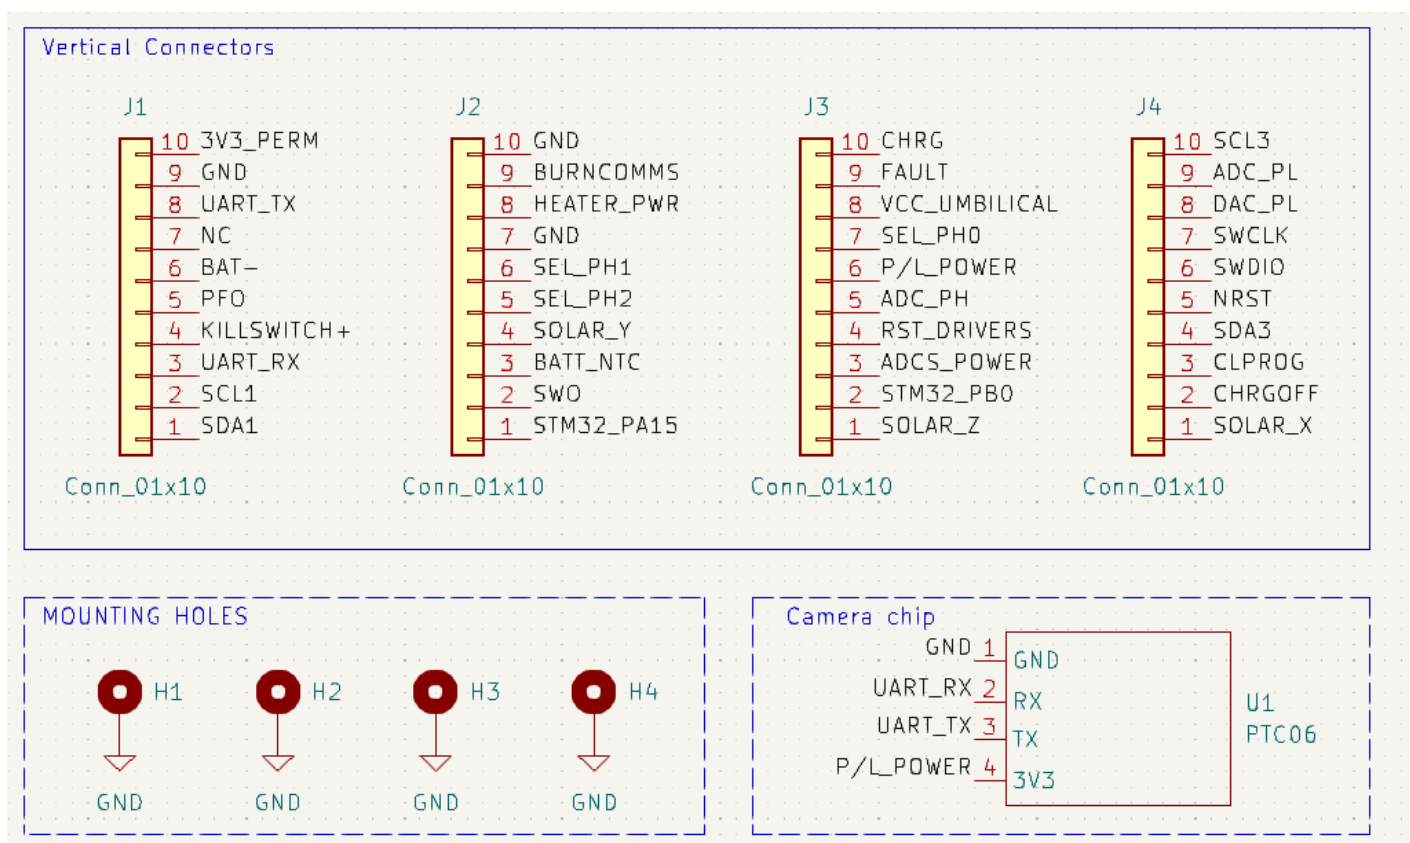 Vertical Connectors
J1
10 3V3_PERM
9 GND
8 UART_TX
7 NC
6 BAT-
5 PFO
4 KILLSWITCH+
3 UART_RX
2 SCL1
1 SDA1
Conn_01x10
J2
10 GND
9 BURNCOMMS
8 HEATER_PWR
7 GND
6 SEL_PH1
5 SEL_PH2
4 SOLAR_Y
3 BATT_NTC
2 SWO
1 STM32_PA15
Conn_01x10
J3
10 CHRG
9 FAULT
8 VCC_UMBILICAL
7 SEL_PH0
6 P/L_POWER
5 ADC_PH
4 RST_DRIVERS
3 ADCS_POWER
2 STM32_PB0
1 SOLAR_Z
Conn_01x10
J4
10 SCL3
9 ADC_PL
8 DAC_PL
7 SWCLK
6 SWDIO
5 NRST
4 SDA3
3 CLPROG
2 CHRGOFF
1 SOLAR_X
Conn_01x10
MOUNTING HOLES
H1
GND
H2
GND
H3
GND
H4
GND
Camera chip
GND 1 GND
UART_RX 2 RX
UART_TX 3 TX
P/L_POWER 4 3V3
U1
PTC06